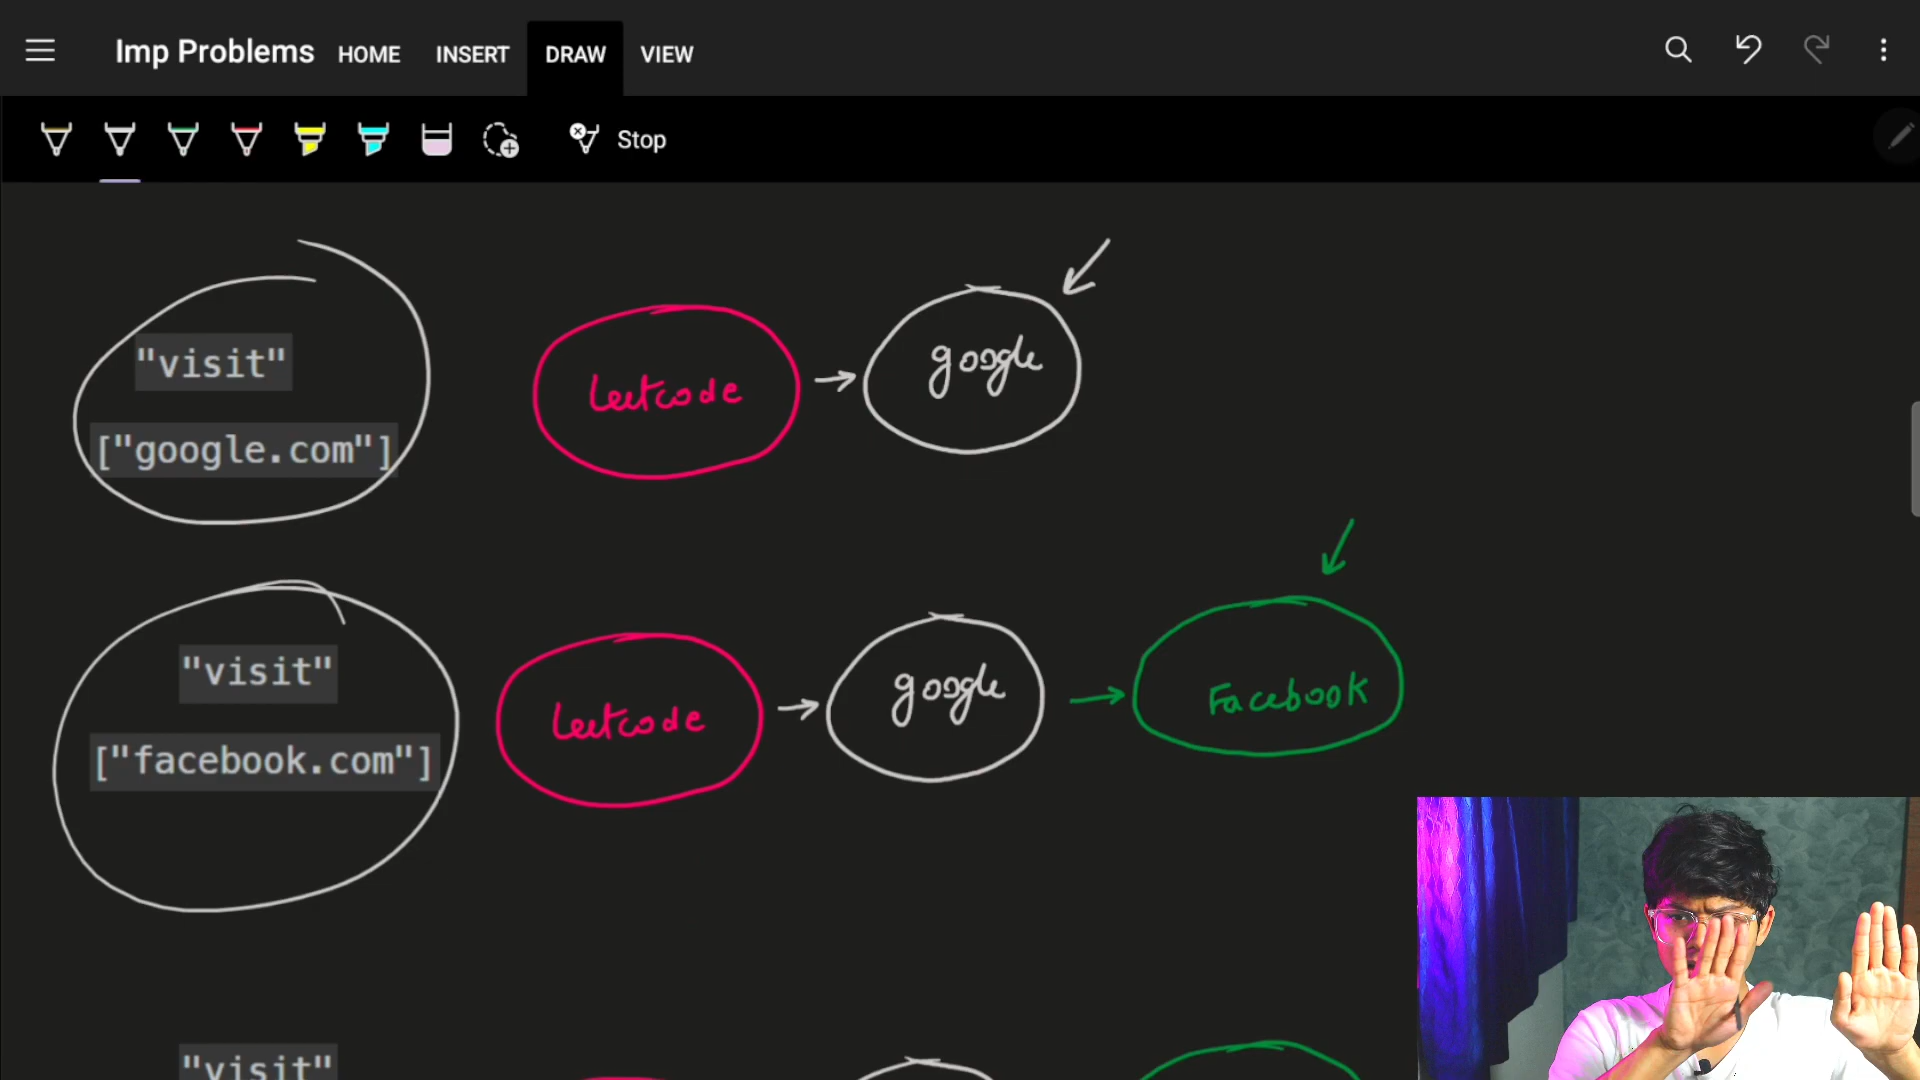 Imp Problems HOME INSERT DRAW VIEW
Stop
"visit"
["google.com"]
Leetcode → google
"visit"
["facebook.com"]
Leetcode → google → Facebook
"visit"